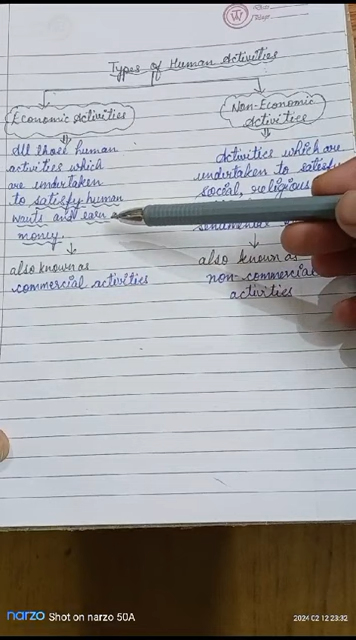 Types of Human Activities
Economic Activities
All those human
activities which
are undertaken
to satisfy human
wants and earn
money.
also known as
commercial activities
Non-Economic
Activities
Activities which are
undertaken to satisfy
social, religious
also known as
non-commercial
activities
narzo Shot on narzo 50A
2024 02 12 23:32